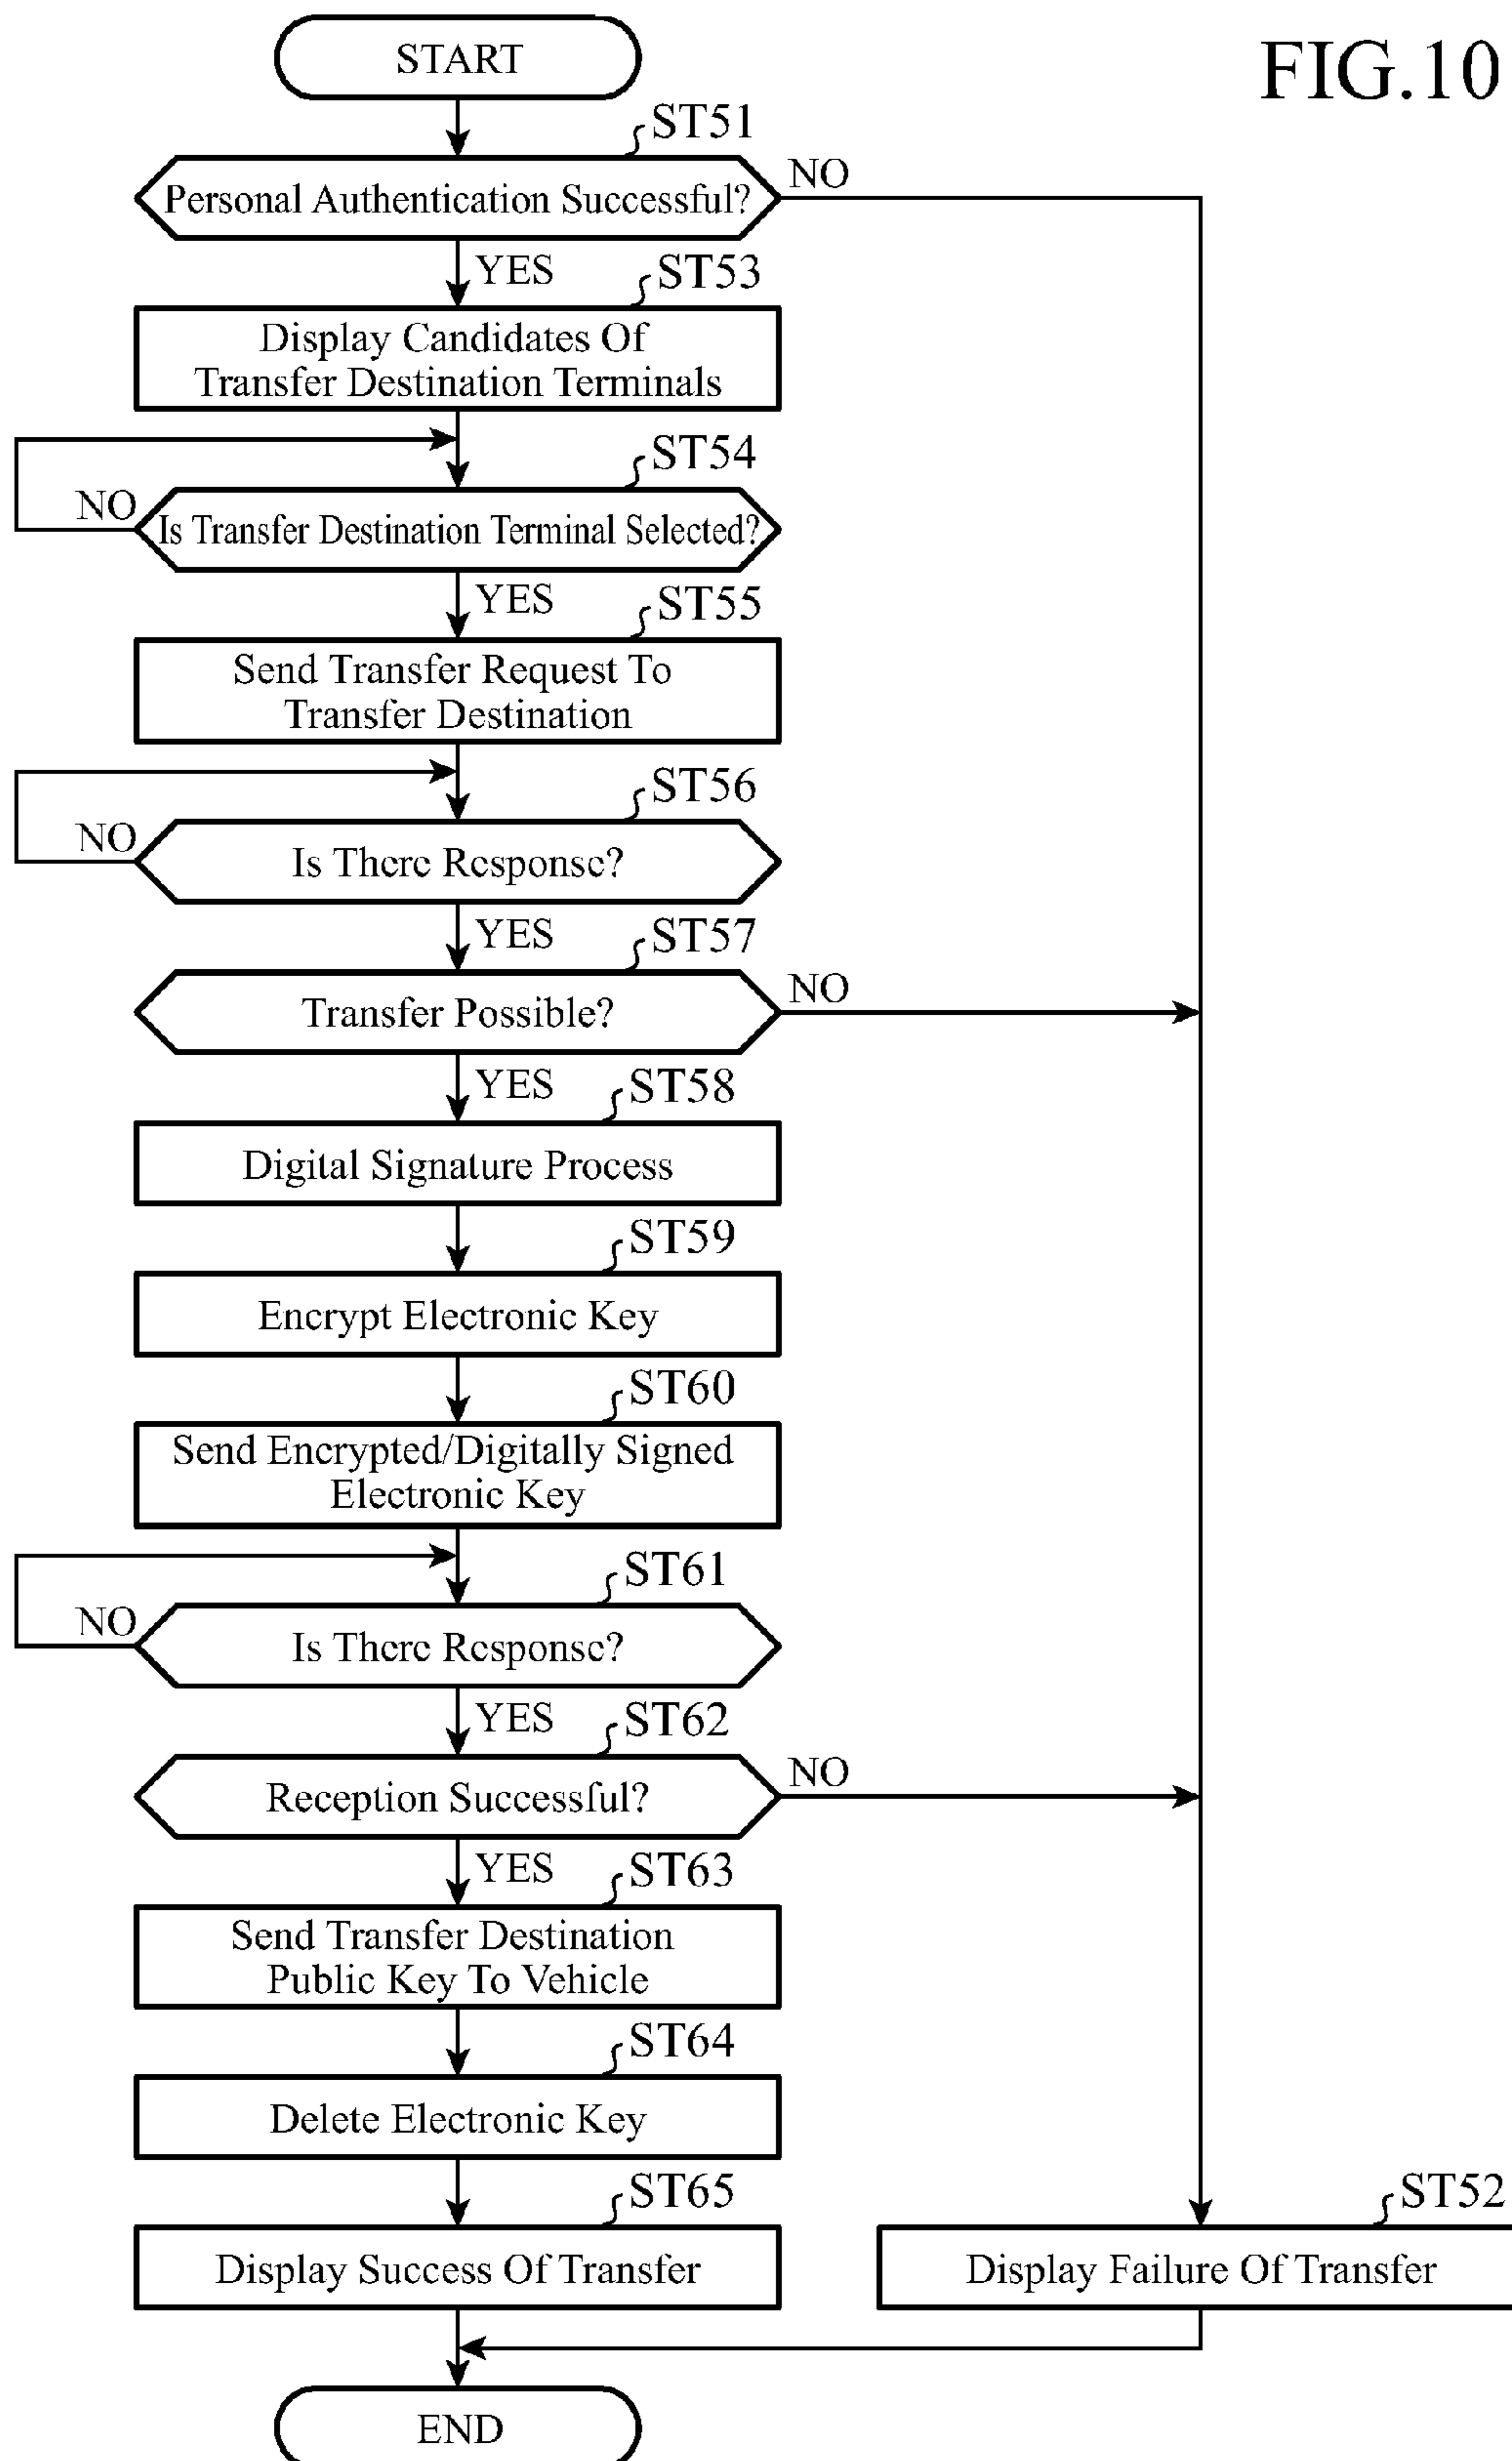 FIG.10
START
ST51
Personal Authentication Successful?
NO
YES
ST53
Display Candidates Of
Transfer Destination Terminals
ST54
NO
Is Transfer Destination Terminal Selected?
YES
ST55
Send Transfer Request To
Transfer Destination
ST56
NO
Is There Response?
YES
ST57
Transfer Possible?
NO
YES
ST58
Digital Signature Process
ST59
Encrypt Electronic Key
ST60
Send Encrypted/Digitally Signed
Electronic Key
ST61
NO
Is There Response?
YES
ST62
Reception Successful?
NO
YES
ST63
Send Transfer Destination
Public Key To Vehicle
ST64
Delete Electronic Key
ST65
Display Success Of Transfer
ST52
Display Failure Of Transfer
END